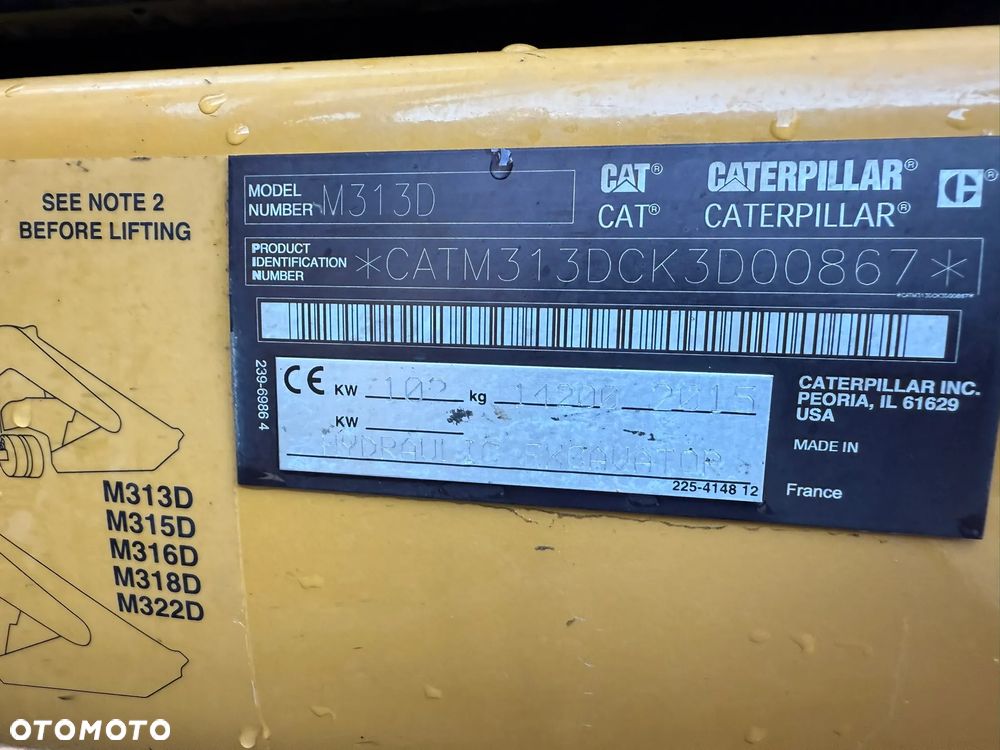 SEE NOTE 2
BEFORE LIFTING
M313D
M315D
M316D
M318D
M322D
MODEL
NUMBER M313D
CAT® CATERPILLAR®
CAT® CATERPILLAR®
PRODUCT
IDENTIFICATION
NUMBER *CATM313DCK3D00867*
*CATM313DCK3D00867*
239-6986 4
CE KW 102 kg 14200 2015
KW
HYDRAULIC EXCAVATOR
225-4148 12
CATERPILLAR INC.
PEORIA, IL 61629
USA
MADE IN
France
OTOMOTO